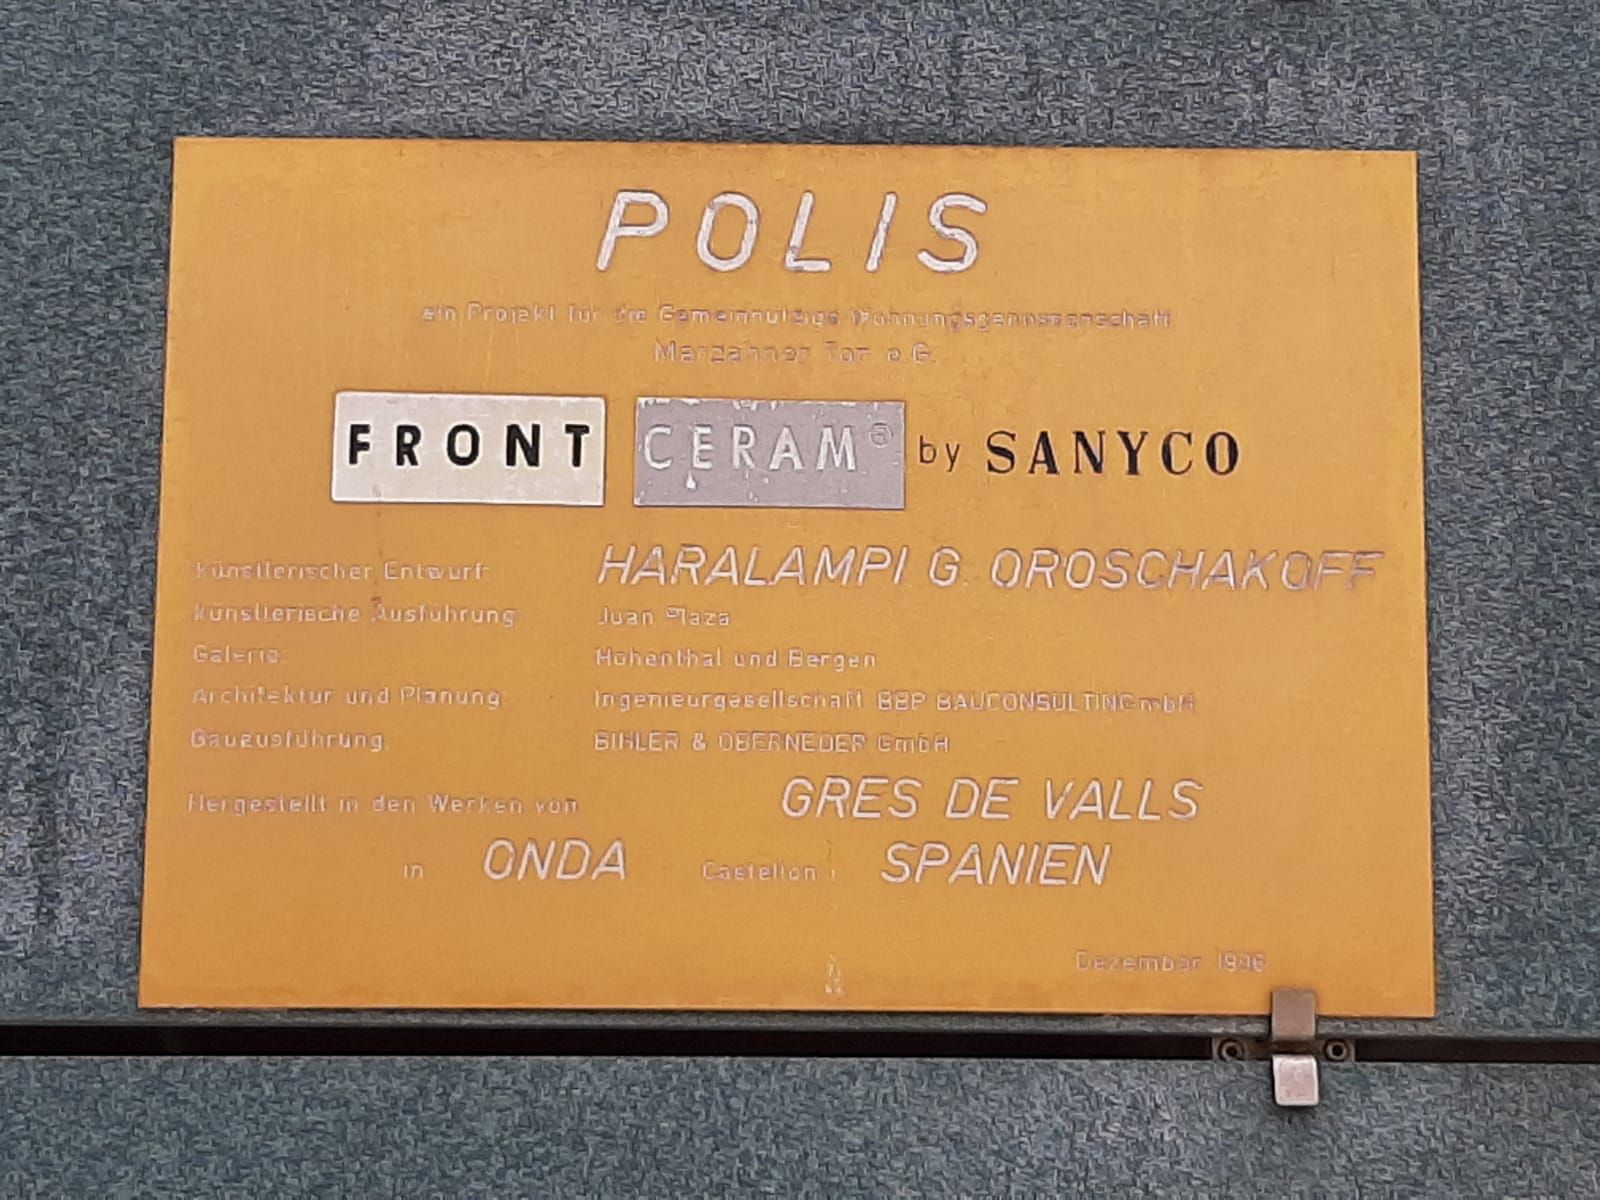 POLIS
ein Projekt für die Gemeinnützige Wohnungsgenossenschaft
Marzahner Tor e.G.
FRONT CERAM® by SANYCO
Künstlerischer Entwurf: HARALAMPI G. OROSCHAKOFF
Künstlerische Ausführung: Juan Plaza
Galerie: Hohenthal und Bergen
Architektur und Planung: Ingenieurgesellschaft BBP BAUCONSULTING mbH
Bauausführung: BIHLER & OBERNEDER GmbH
Hergestellt in den Werken von GRES DE VALLS
in ONDA Castellon SPANIEN
Dezember 1996